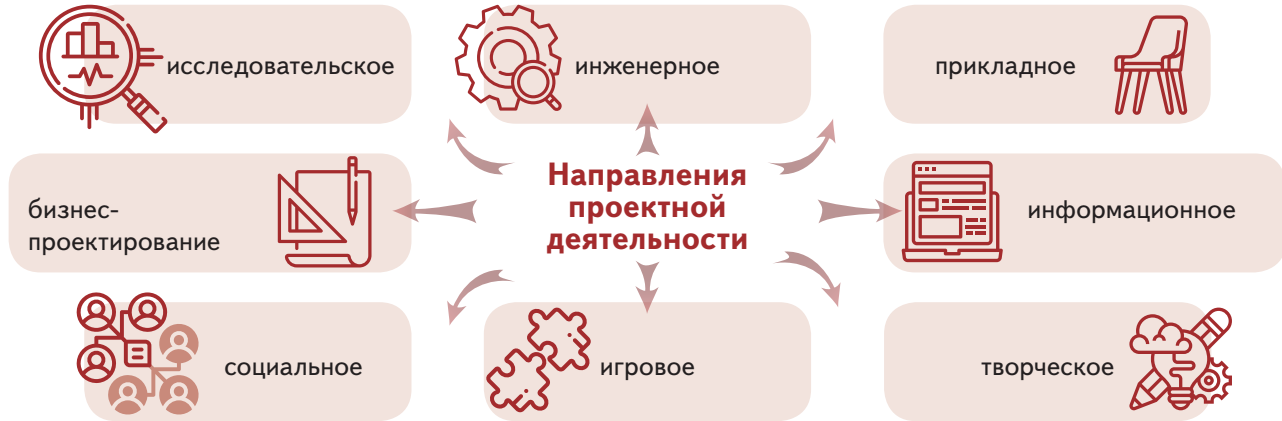 исследовательское
инженерное
прикладное
бизнес-
проектирование
Направления
проектной
деятельности
информационное
социальное
игровое
творческое